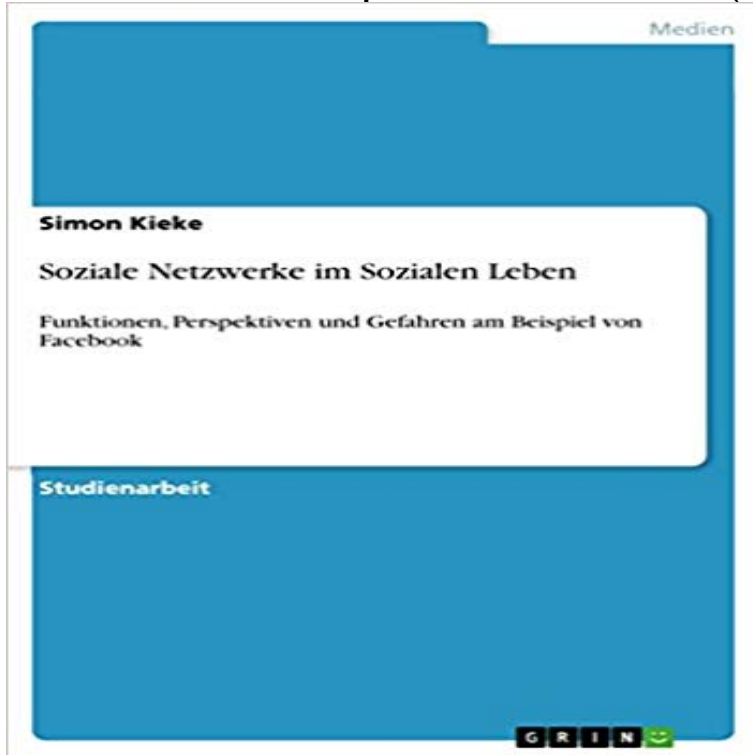 Medien
Simon Kieke
Soziale Netzwerke im Sozialen Leben
Funktionen, Perspektiven und Gefahren am Beispiel von
Facebook
Studienarbeit
GRIN